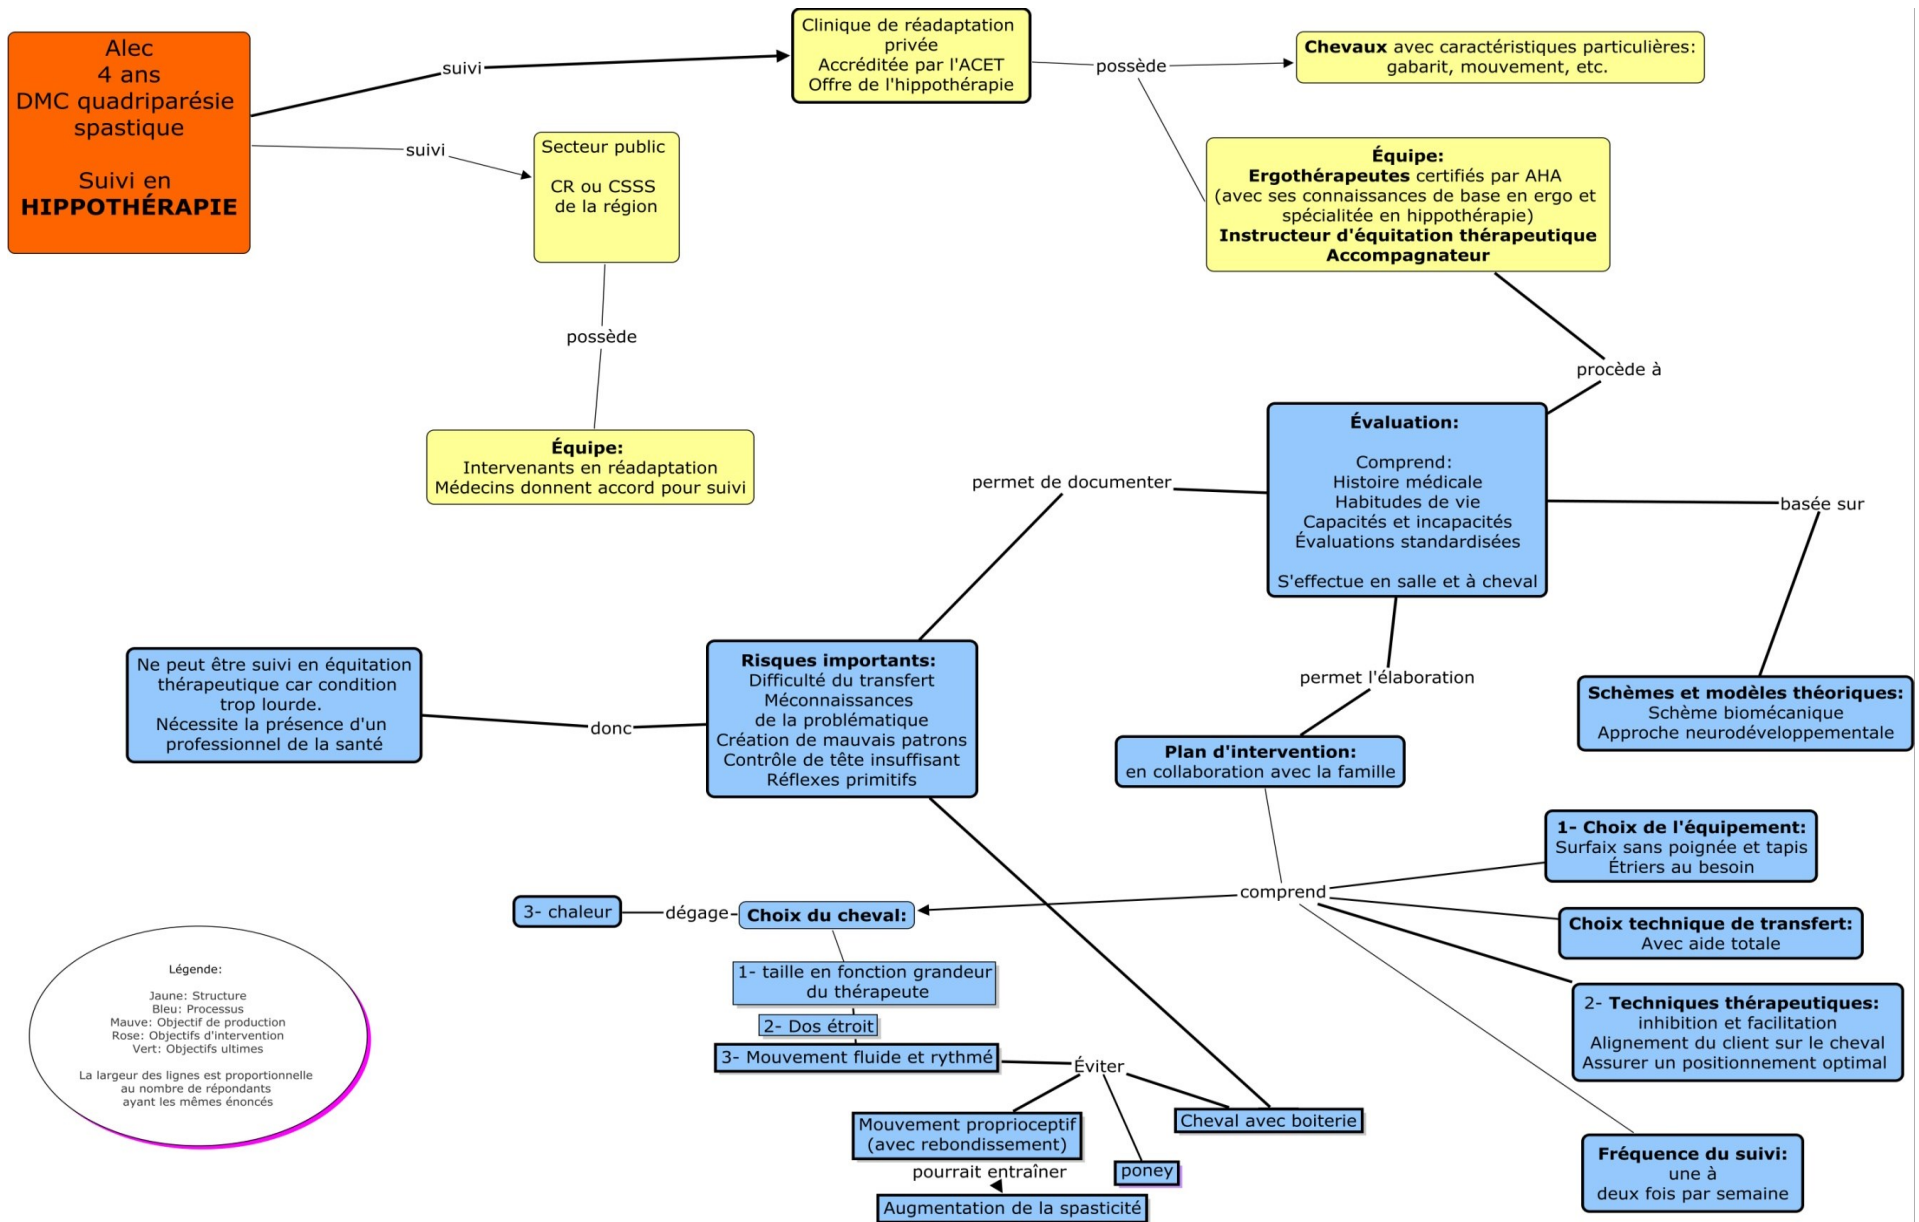 Alec
4 ans
DMC quadriparésie
spastique
Suivi en
HIPPOTHÉRAPIE
suivi
Clinique de réadaptation
privée
Accréditée par l'ACET
Offre de l'hippothérapie
possède
Chevaux avec caractéristiques particulières:
gabarit, mouvement, etc.
suivi
Secteur public
CR ou CSSS
de la région
Équipe:
Ergothérapeutes certifiés par AHA
(avec ses connaissances de base en ergo et
spécialitée en hippothérapie)
Instructeur d'équitation thérapeutique
Accompagnateur
possède
procède à
Équipe:
Intervenants en réadaptation
Médecins donnent accord pour suivi
Évaluation:
Comprend:
Histoire médicale
Habitudes de vie
Capacités et incapacités
Évaluations standardisées
S'effectue en salle et à cheval
permet de documenter
basée sur
Ne peut être suivi en équitation
thérapeutique car condition
trop lourde.
Nécessite la présence d'un
professionnel de la santé
donc
Risques importants:
Difficulté du transfert
Méconnaissances
de la problématique
Création de mauvais patrons
Contrôle de tête insuffisant
Réflexes primitifs
permet l'élaboration
Schèmes et modèles théoriques:
Schème biomécanique
Approche neurodéveloppementale
Plan d'intervention:
en collaboration avec la famille
1- Choix de l'équipement:
Surfaix sans poignée et tapis
Étriers au besoin
comprend
3- chaleur
dégage
Choix du cheval:
Choix technique de transfert:
Avec aide totale
1- taille en fonction grandeur
du thérapeute
2- Dos étroit
3- Mouvement fluide et rythmé
2- Techniques thérapeutiques:
inhibition et facilitation
Alignement du client sur le cheval
Assurer un positionnement optimal
Éviter
Mouvement proprioceptif
(avec rebondissement)
Cheval avec boiterie
poney
pourrait entraîner
Augmentation de la spasticité
Fréquence du suivi:
une à
deux fois par semaine
Légende:
Jaune: Structure
Bleu: Processus
Mauve: Objectif de production
Rose: Objectifs d'intervention
Vert: Objectifs ultimes
La largeur des lignes est proportionnelle
au nombre de répondants
ayant les mêmes énoncés